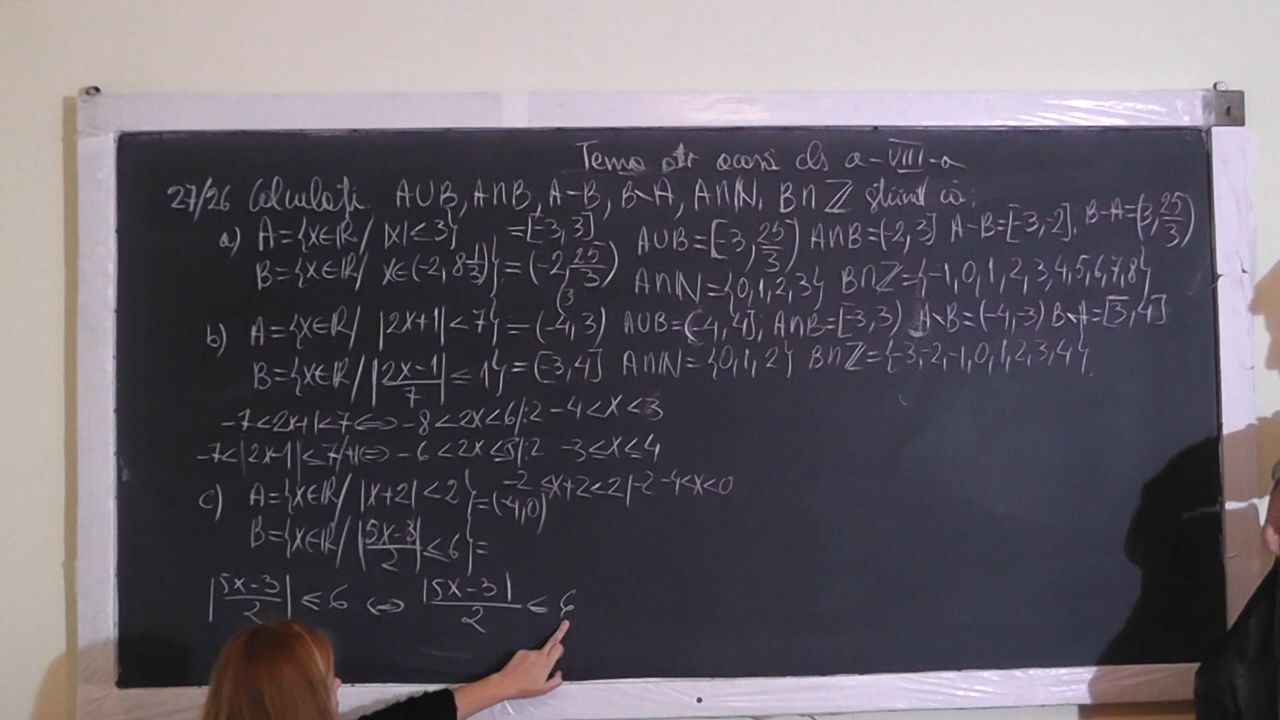 Tema ptr acasă cls a-VIII-a
27/26 Calculați. A∪B, A∩B, A-B, B\A, A∩ℕ, B∩ℤ știind că:
a) A={x∈ℝ/ |x|≤3} =[-3,3] A∪B=[-3,25/3) A∩B=(-2,3] A-B=[-3,-2], B-A=(3,25/3)
B={x∈ℝ/ x∈(-2,8 1/3)}=(-2,25/3) A∩ℕ={0,1,2,3} B∩ℤ={-1,0,1,2,3,4,5,6,7,8}
b) A={x∈ℝ/ |2x+1|<7}=(-4,3) A∪B=(-4,4]; A∩B=[-3,3) A\B=(-4,-3) B\A=[3,4]
B={x∈ℝ/ |(2x-1)/7|≤1}=[-3,4] A∩ℕ={0,1,2} B∩ℤ={-3,-2,-1,0,1,2,3,4}
-7<2x+1<7⇔-8<2x<6|:2 -4<x<3
-7<|2x-1|≤7/+1⇔-6<2x≤8|:2 -3≤x≤4
c) A={x∈ℝ/ |x+2|<2}=(-4,0) -2<x+2<2|-2 -4<x<0
B={x∈ℝ/ |(5x-3)/2|≤6}=
|(5x-3)/2|≤6 ⇔ |5x-3|/2≤6